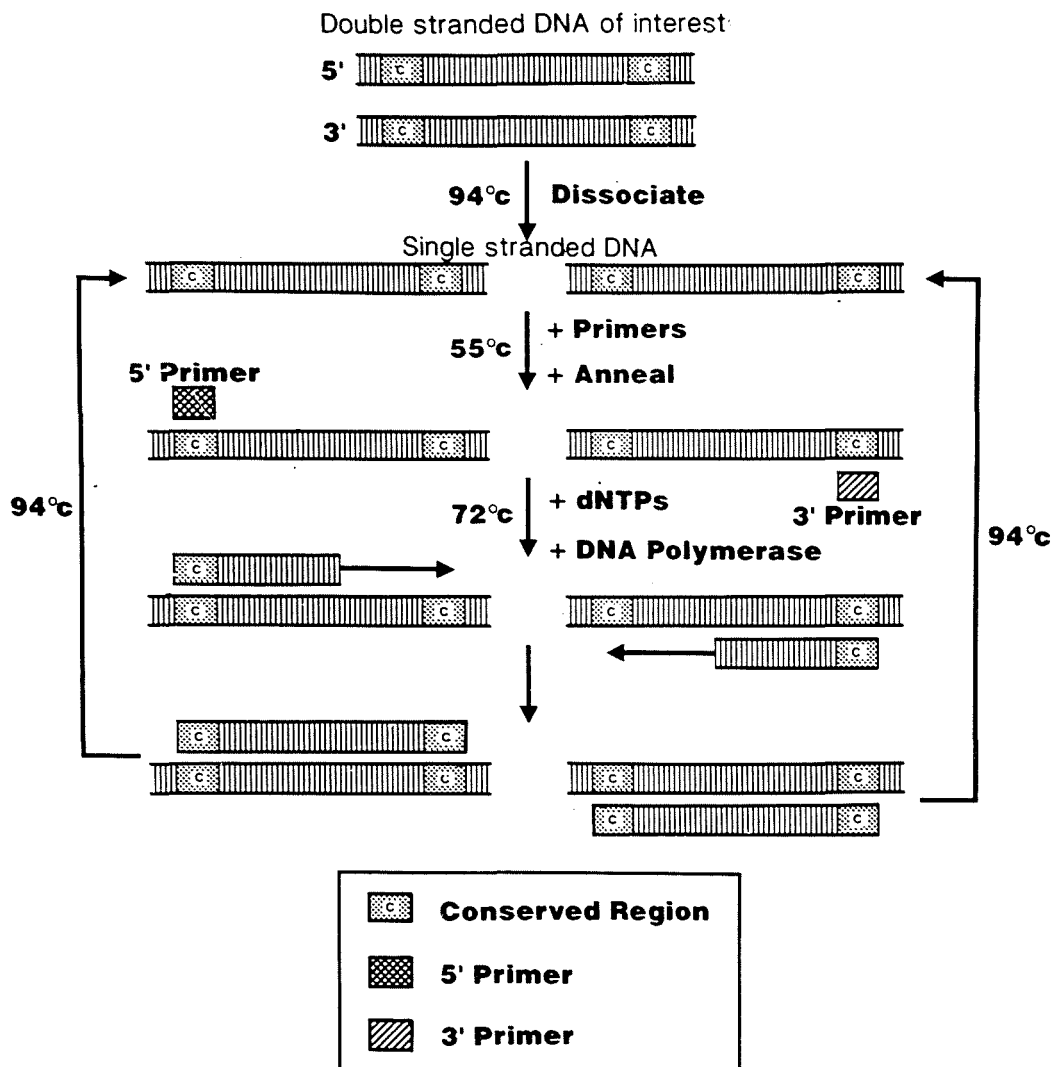 Double stranded DNA of interest
5'
c c
3'
c c
94°c Dissociate
Single stranded DNA
c c c c
55°c + Primers
+ Anneal
5' Primer
c c c c
94°c
72°c + dNTPs
+ DNA Polymerase
3' Primer
94°c
c
c c c c
c
c c
c c c c
c c
c Conserved Region
5' Primer
3' Primer